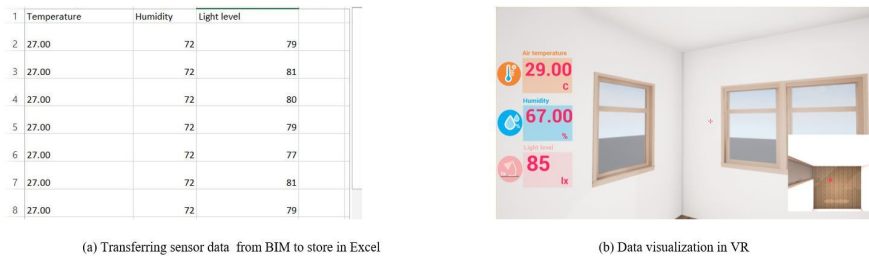 1 Temperature Humidity Light level
2 27.00 72 79
3 27.00 72 81
4 27.00 72 80
5 27.00 72 79
6 27.00 72 77
7 27.00 72 81
8 27.00 72 79
(a) Transferring sensor data from BIM to store in Excel
Air temperature
29.00
C
Humidity
67.00
%
Light level
85
lx
(b) Data visualization in VR